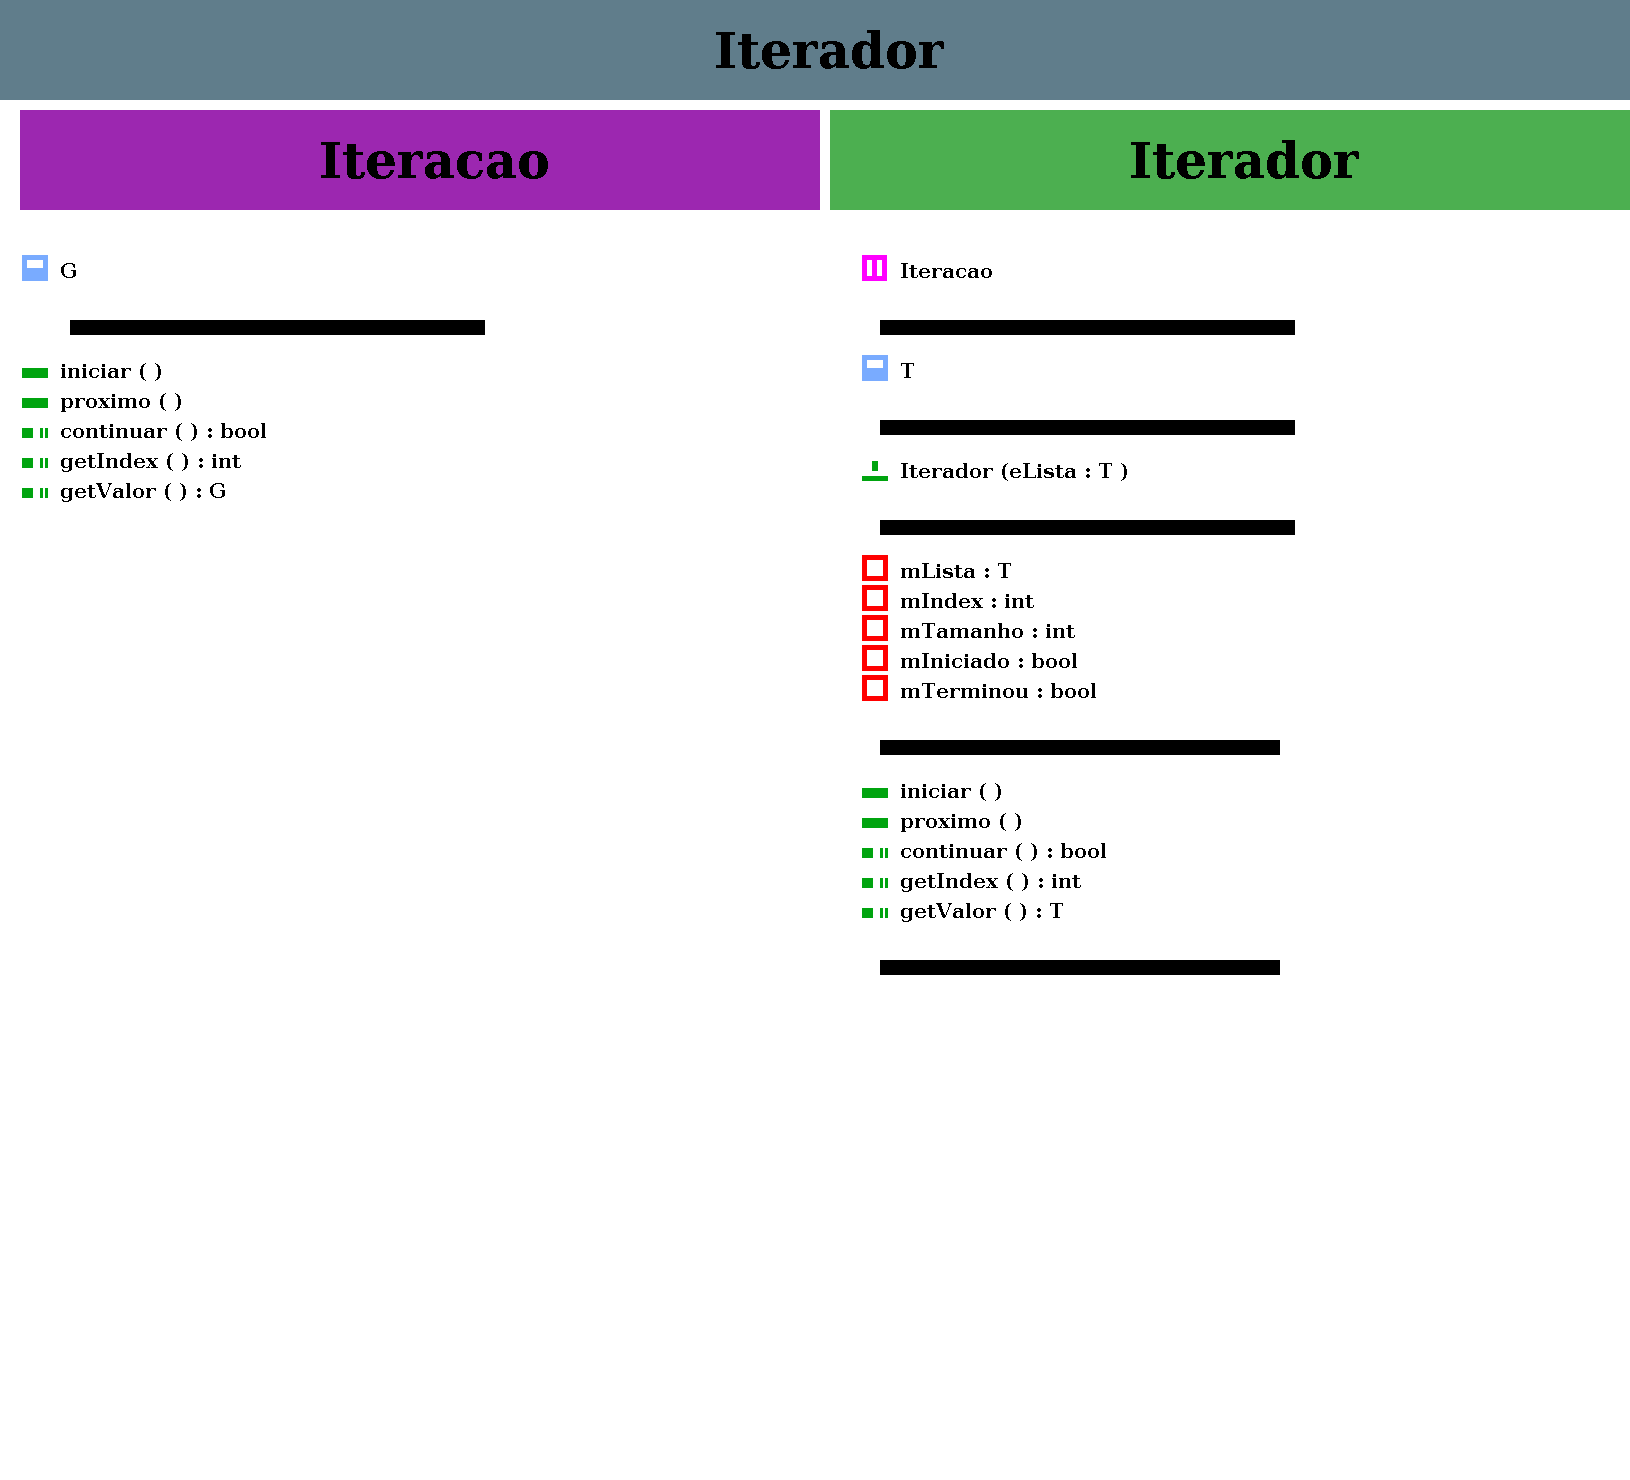 Iterador
Iteracao
G
iniciar ( )
proximo ( )
continuar ( ) : bool
getIndex ( ) : int
getValor ( ) : G
Iterador
Iteracao
T
Iterador (eLista : T )
mLista : T
mIndex : int
mTamanho : int
mIniciado : bool
mTerminou : bool
iniciar ( )
proximo ( )
continuar ( ) : bool
getIndex ( ) : int
getValor ( ) : T